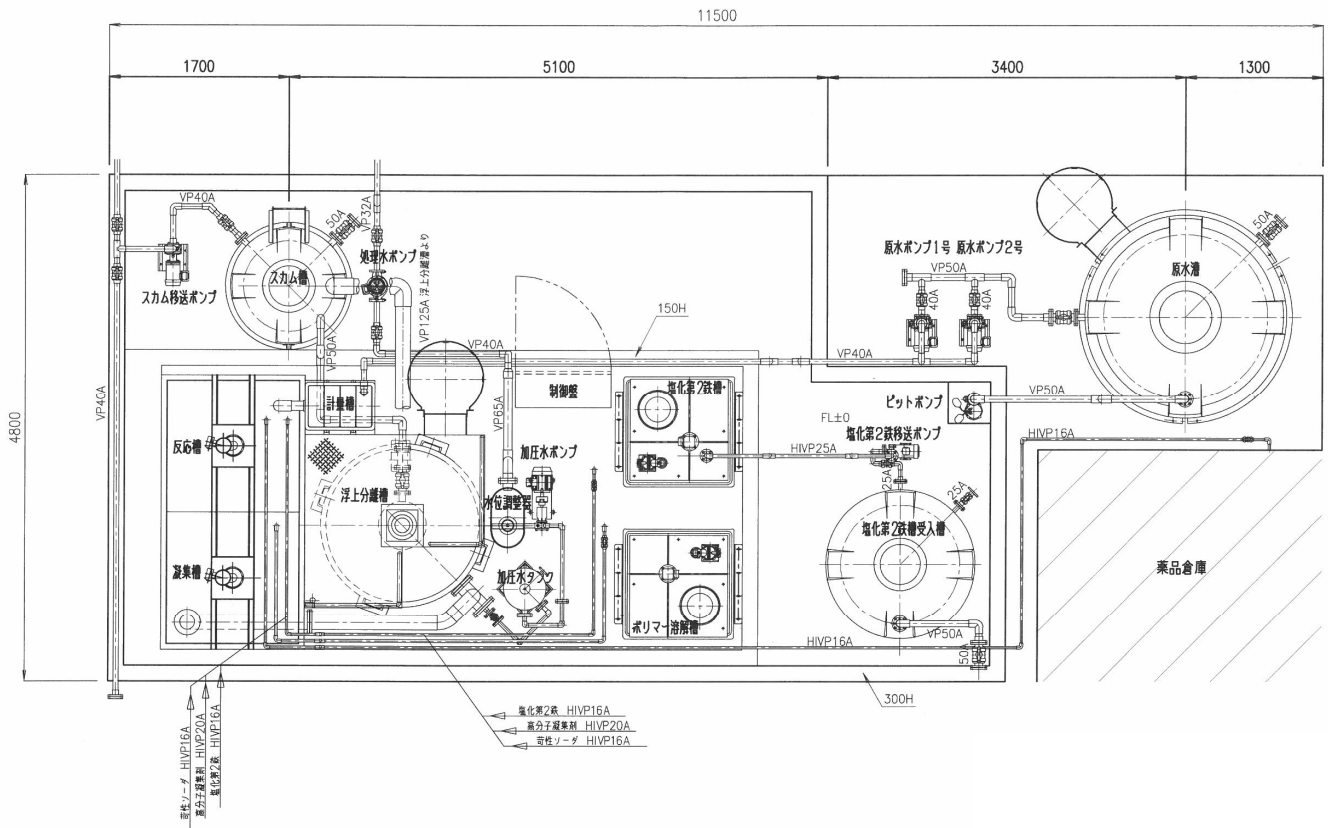 11500
1700
5100
3400
1300
4800
VP40A
50A
VP32A
処理水ポンプ
スカム槽
スカム移送ポンプ
VP125A 浮上分離槽より
原水ポンプ1号 原水ポンプ2号
50A
原水槽
VP50A
40A
40A
150H
VP50A
VP40A
VP40A
VP40A
計量槽
VP65A
制御盤
塩化第2鉄槽
ピットポンプ
VP50A
FL±0
塩化第2鉄移送ポンプ
HIVP16A
反応槽
加圧水ポンプ
HIVP25A
25A
浮上分離槽
水位調整器
25A
塩化第2鉄槽受入槽
凝集槽
加圧水タンク
薬品倉庫
ポリマー溶解槽
VP50A
HIVP16A
50A
300H
塩化第2鉄 HIVP16A
高分子凝集剤 HIVP20A
苛性ソーダ HIVP16A
苛性ソーダ HIVP16A
高分子凝集剤 HIVP20A
塩化第2鉄 HIVP16A